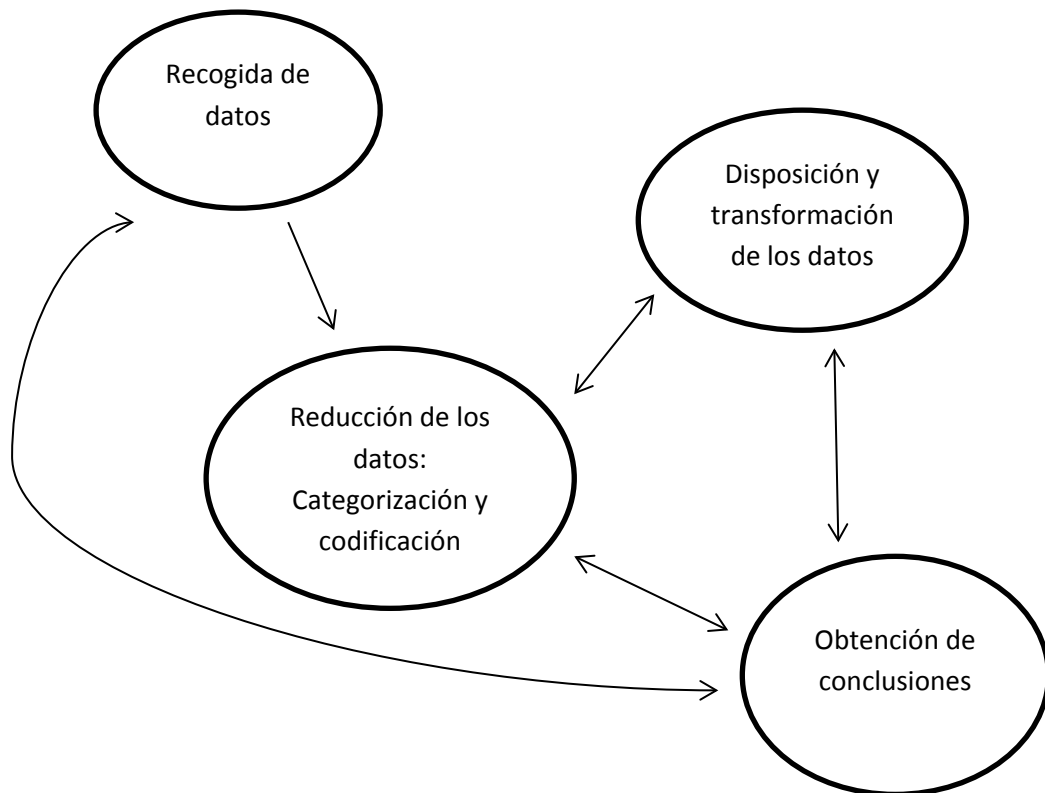 Recogida de
datos
Disposición y
transformación
de los datos
Reducción de los
datos:
Categorización y
codificación
Obtención de
conclusiones